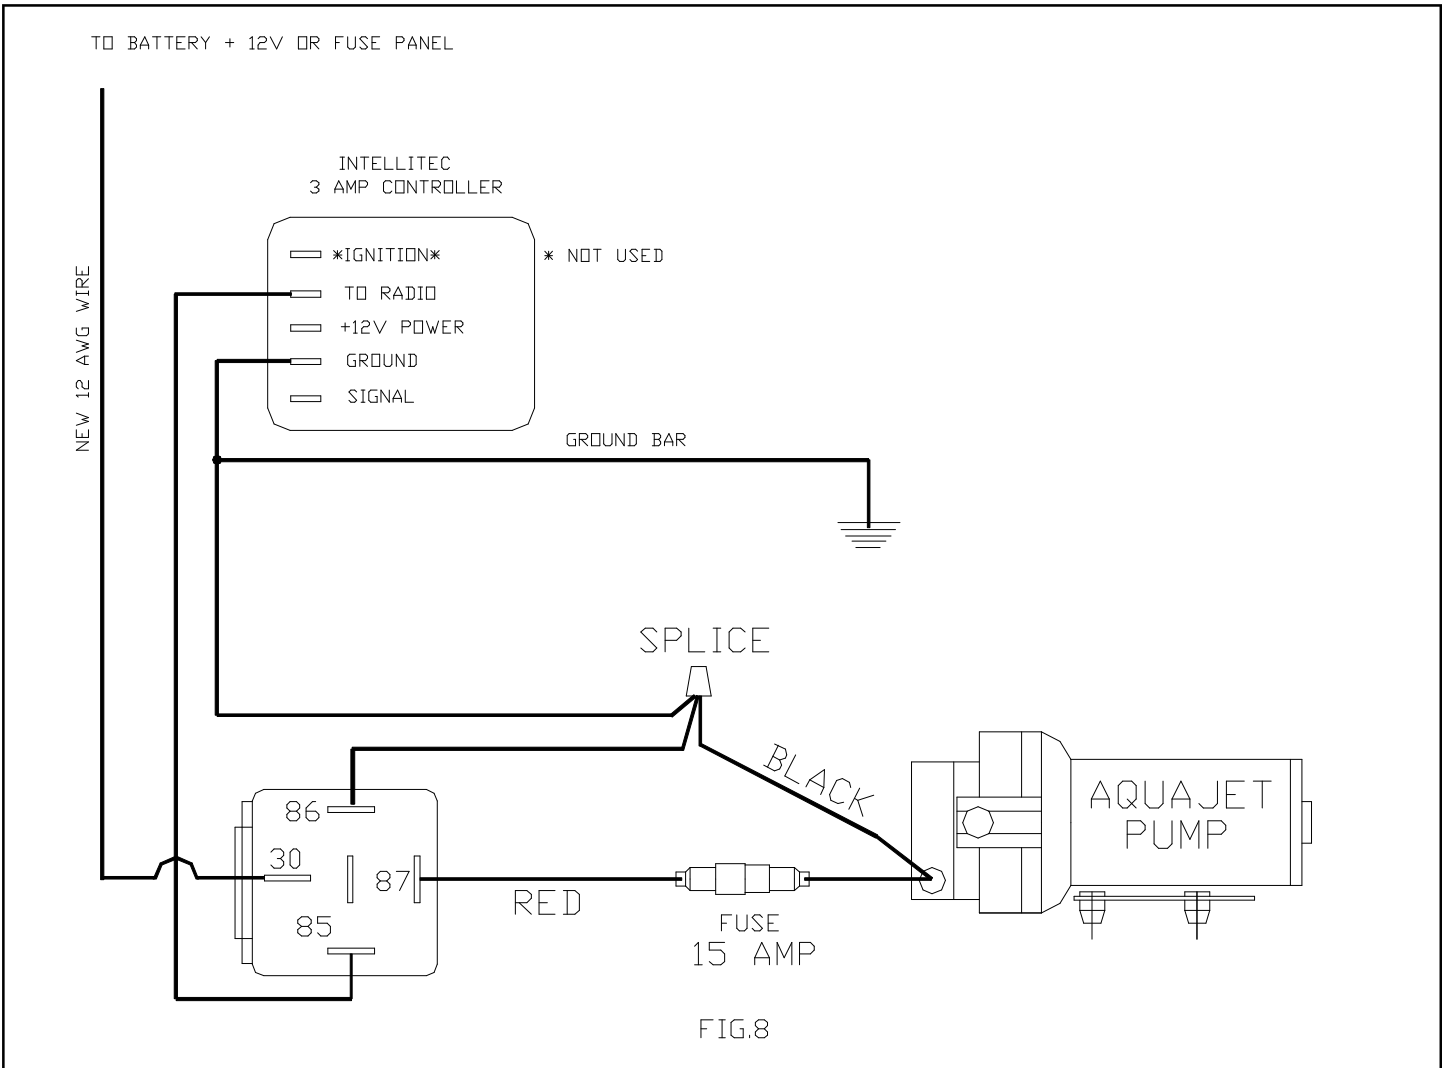 TO BATTERY + 12V OR FUSE PANEL
INTELLITEC
3 AMP CONTROLLER
*IGNITION*
* NOT USED
TO RADIO
+12V POWER
GROUND
SIGNAL
NEW 12 AWG WIRE
GROUND BAR
SPLICE
BLACK
AQUAJET
PUMP
86
30
87
85
RED
FUSE
15 AMP
FIG.8